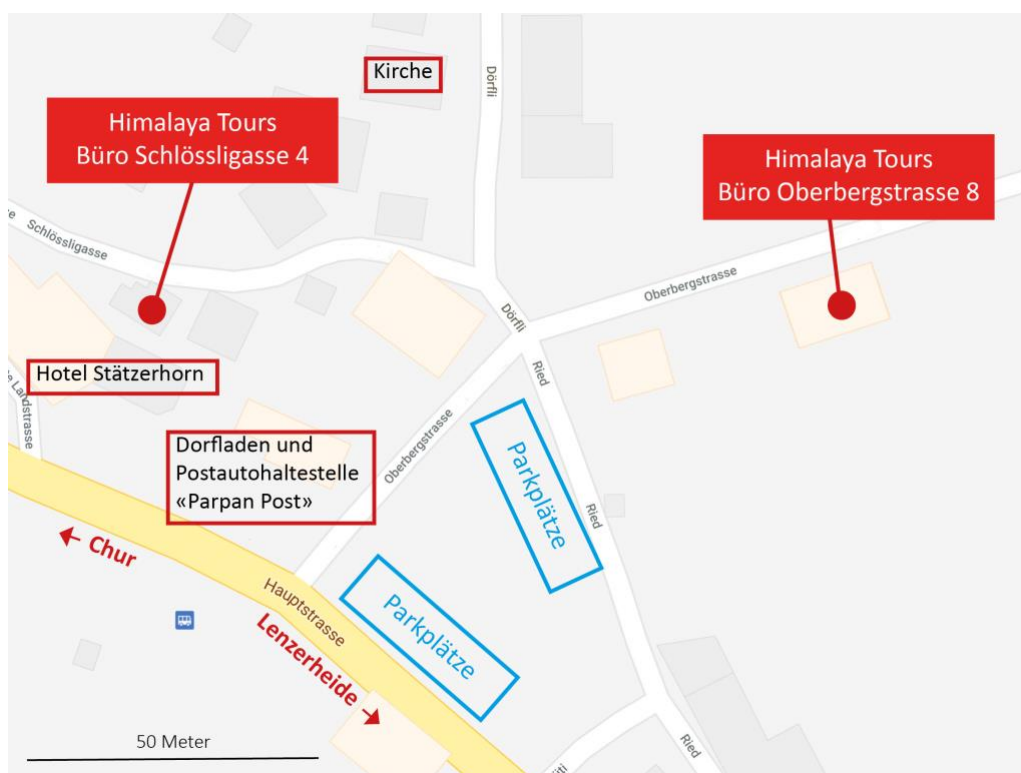 Kirche
Dörfli
Himalaya Tours
Büro Schlössligasse 4
Himalaya Tours
Büro Oberbergstrasse 8
Schlössligasse
Oberbergstrasse
Dörfli
Ried
Hotel Stätzerhorn
Landstrasse
Oberbergstrasse
Dorfladen und
Postautohaltestelle
«Parpan Post»
Parkplätze
Ried
← Chur
Hauptstrasse
Parkplätze
Lenzerheide →
50 Meter
Ried